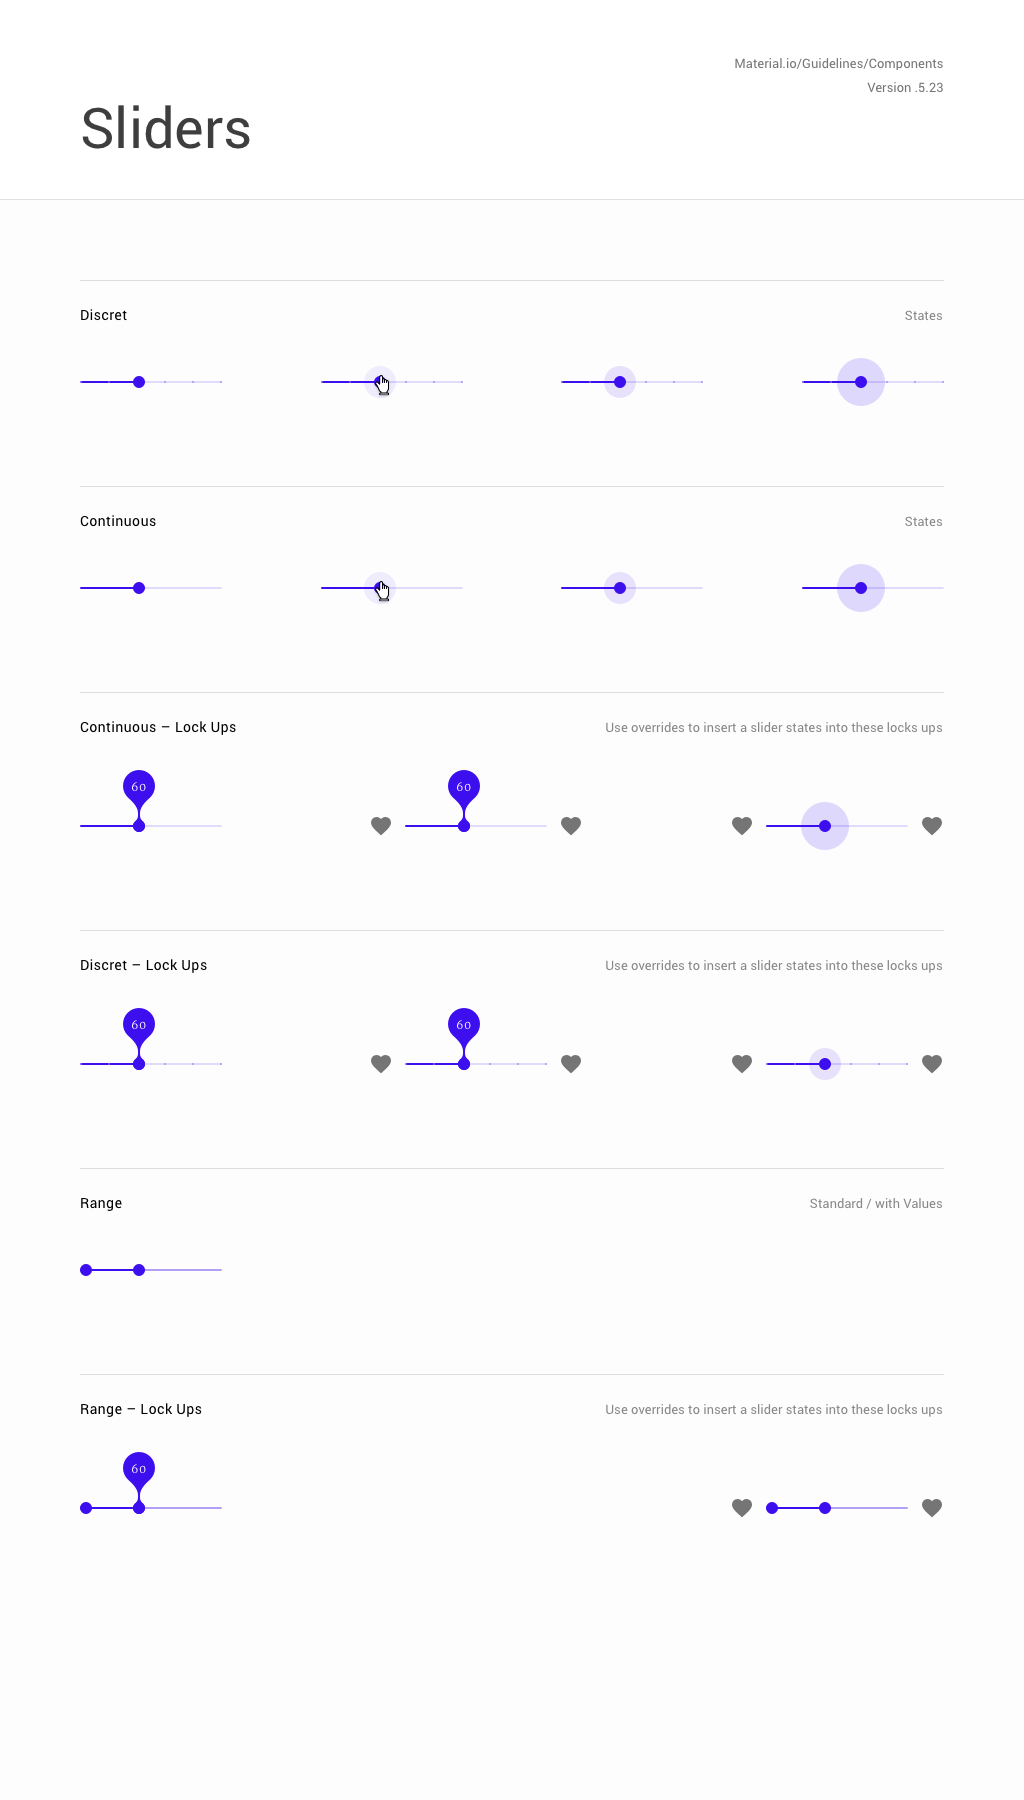 Material.io/Guidelines/Components
Version .5.23
Sliders
Discret
States
Continuous
States
Continuous – Lock Ups
Use overrides to insert a slider states into these locks ups
60
60
Discret – Lock Ups
Use overrides to insert a slider states into these locks ups
60
60
Range
Standard / with Values
Range – Lock Ups
Use overrides to insert a slider states into these locks ups
60